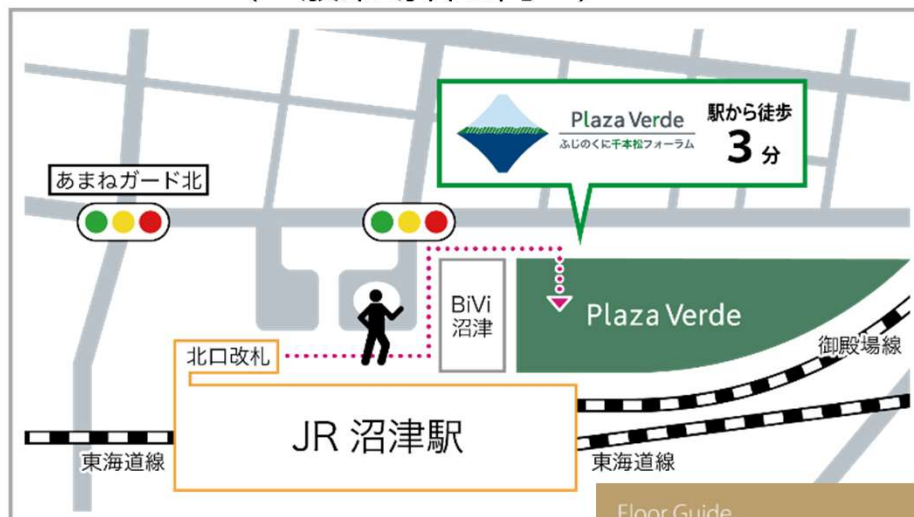 Plaza Verde
ふじのくに千本松フォーラム
駅から徒歩
3 分
あまねガード北
BiVi
沼津
Plaza Verde
御殿場線
北口改札
JR 沼津駅
東海道線
東海道線
Floor Guide